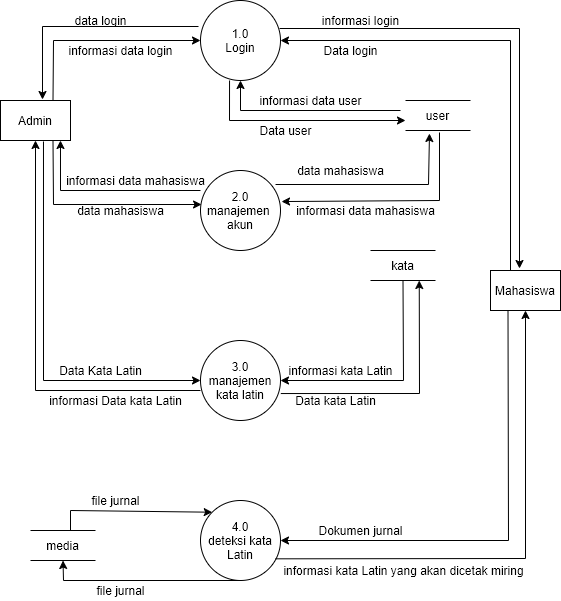 data login
informasi login
informasi data login
1.0
Login
Data login
informasi data user
Data user
user
Admin
informasi data mahasiswa
data mahasiswa
2.0
manajemen
akun
data mahasiswa
informasi data mahasiswa
kata
Mahasiswa
Data Kata Latin
informasi Data kata Latin
3.0
manajemen
kata latin
informasi kata Latin
Data kata Latin
file jurnal
media
file jurnal
4.0
deteksi kata
Latin
Dokumen jurnal
informasi kata Latin yang akan dicetak miring